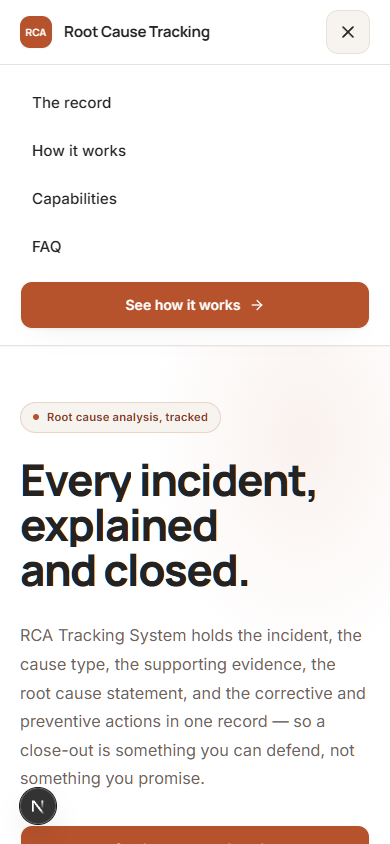 RCA Root Cause Tracking
The record
How it works
Capabilities
FAQ
See how it works
Root cause analysis, tracked
Every incident,
explained
and closed.
RCA Tracking System holds the incident, the
cause type, the supporting evidence, the
root cause statement, and the corrective and
preventive actions in one record — so a
close-out is something you can defend, not
something you promise.
N